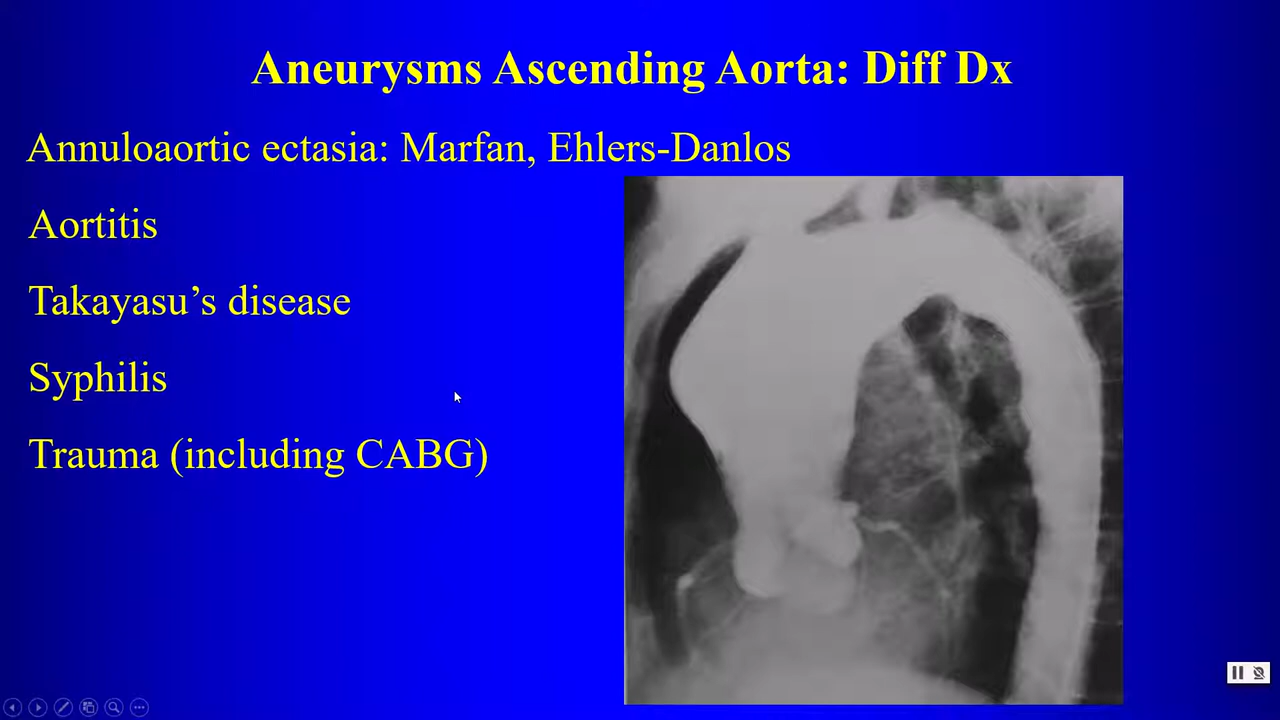 Aneurysms Ascending Aorta: Diff Dx
Annuloaortic ectasia: Marfan, Ehlers-Danlos
Aortitis
Takayasu’s disease
Syphilis
Trauma (including CABG)